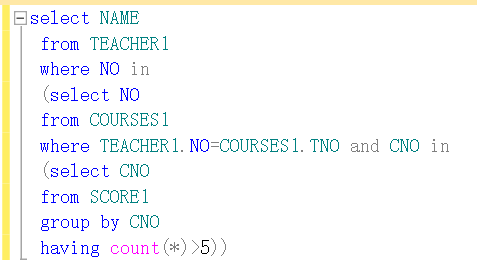 select NAME
from TEACHER1
where NO in
(select NO
from COURSES1
where TEACHER1.NO=COURSES1.TNO and CNO in
(select CNO
from SCORE1
group by CNO
having count(*)>5))